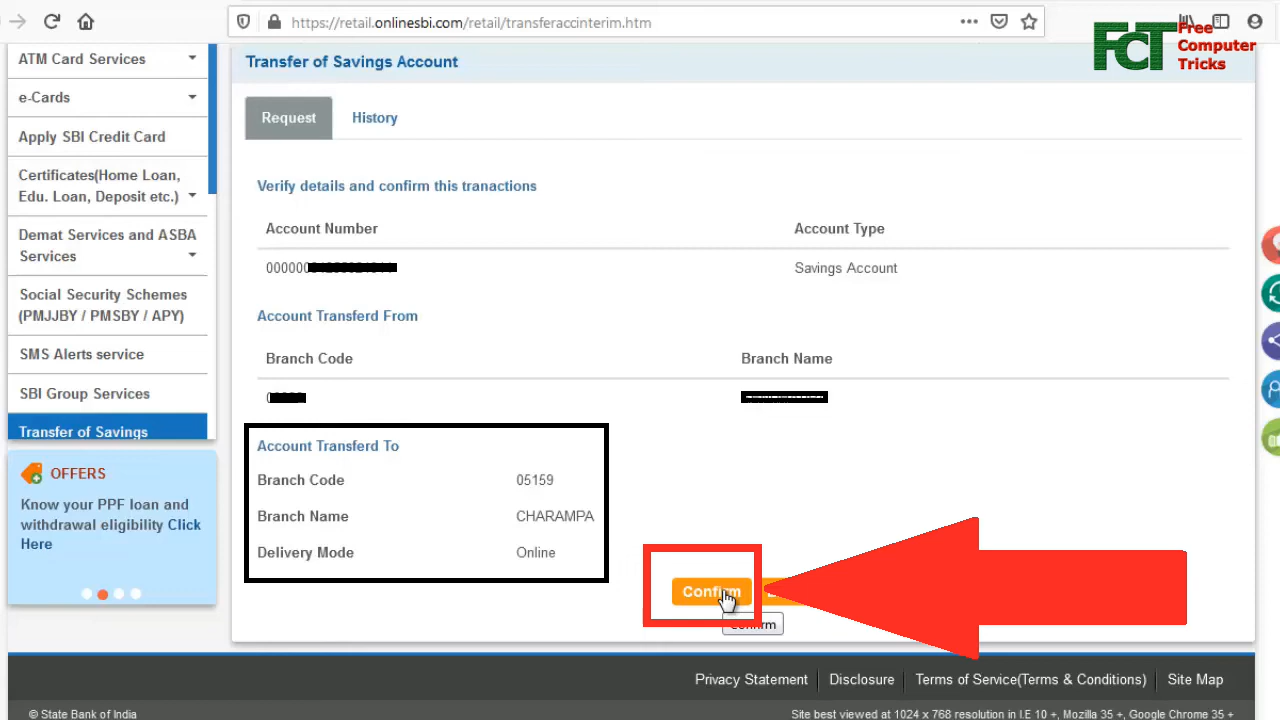 https://retail.onlinesbi.com/retail/transferaccinterim.htm
FCT Free
Computer
Tricks
ATM Card Services
e-Cards
Apply SBI Credit Card
Certificates(Home Loan,
Edu. Loan, Deposit etc.)
Demat Services and ASBA
Services
Social Security Schemes
(PMJJBY / PMSBY / APY)
SMS Alerts service
SBI Group Services
Transfer of Savings
OFFERS
Know your PPF loan and
withdrawal eligibility Click
Here
Transfer of Savings Account
Request History
Verify details and confirm this tranactions
Account Number Account Type
000000 Savings Account
Account Transferd From
Branch Code Branch Name
Account Transferd To
Branch Code 05159
Branch Name CHARAMPA
Delivery Mode Online
Confirm
Confirm
Privacy Statement Disclosure Terms of Service(Terms & Conditions) Site Map
© State Bank of India Site best viewed at 1024 x 768 resolution in I.E 10 +, Mozilla 35 +, Google Chrome 35 +